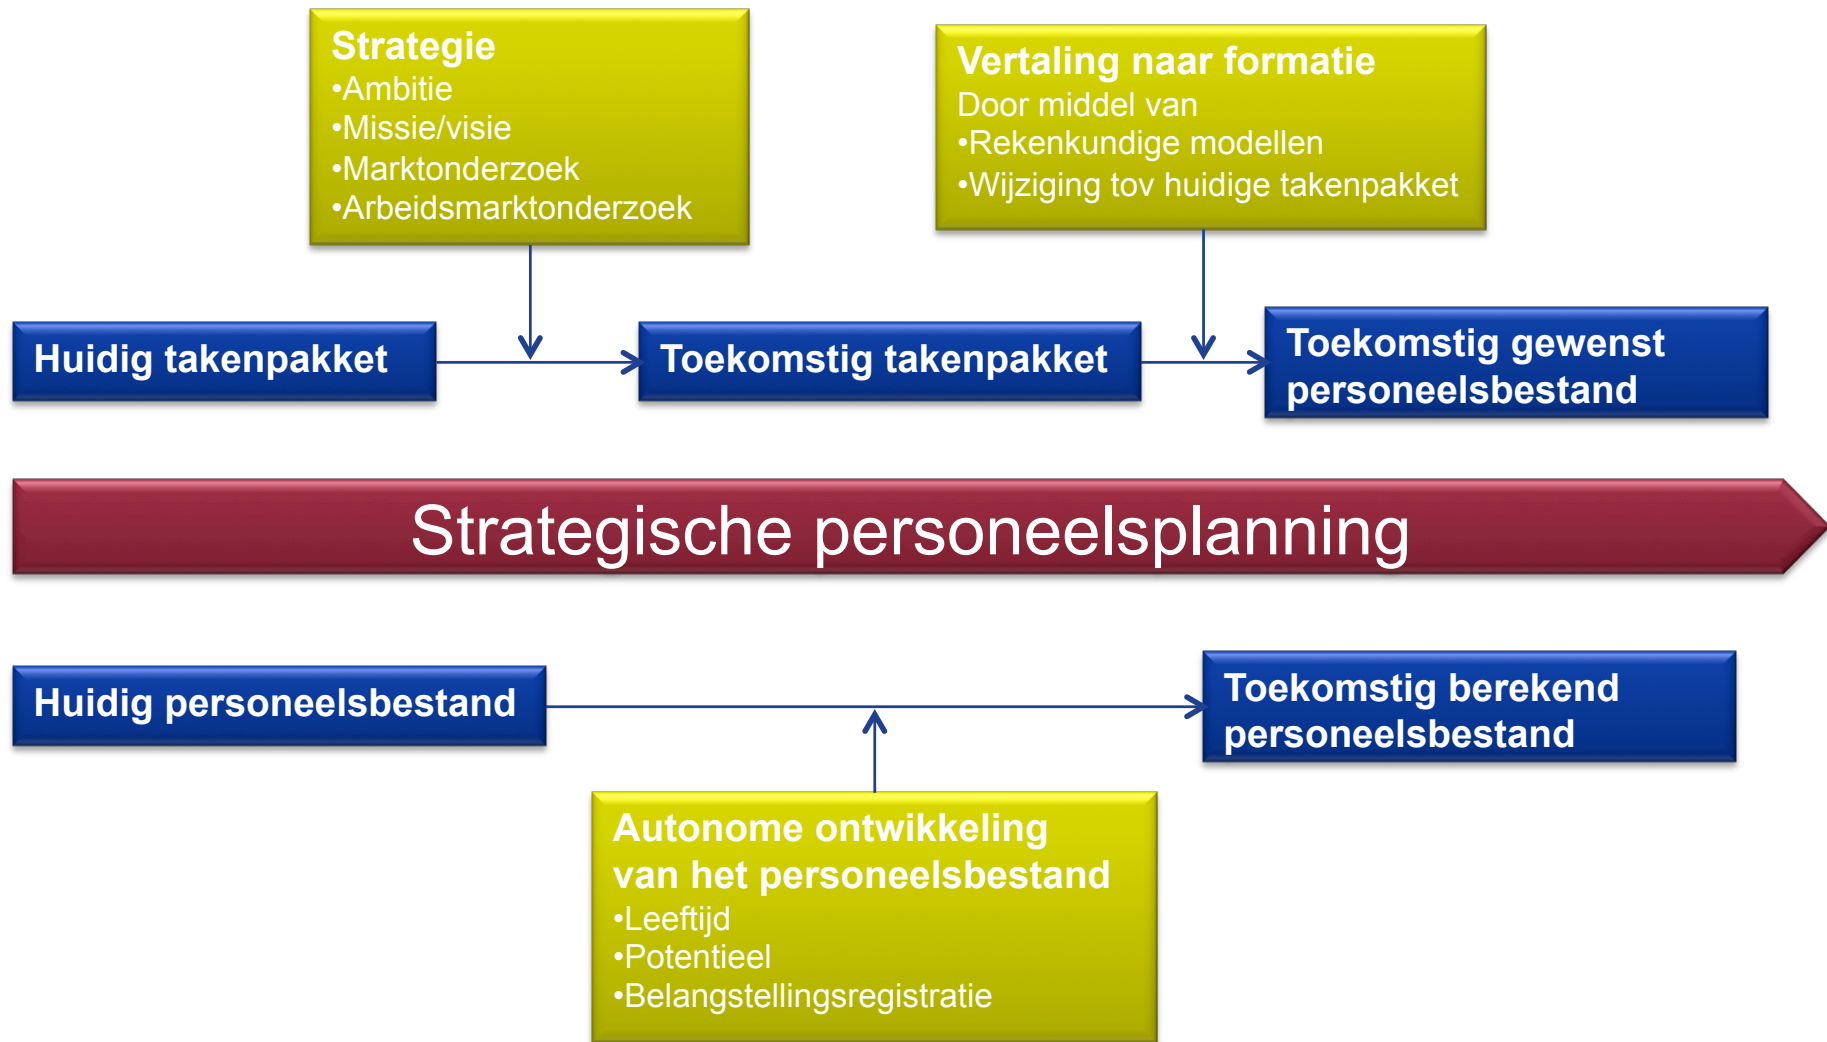 Strategie
•Ambitie
•Missie/visie
•Marktonderzoek
•Arbeidsmarktonderzoek
Vertaling naar formatie
Door middel van
•Rekenkundige modellen
•Wijziging tov huidige takenpakket
Huidig takenpakket
Toekomstig takenpakket
Toekomstig gewenst
personeelsbestand
Strategische personeelsplanning
Huidig personeelsbestand
Toekomstig berekend
personeelsbestand
Autonome ontwikkeling
van het personeelsbestand
•Leeftijd
•Potentieel
•Belangstellingsregistratie